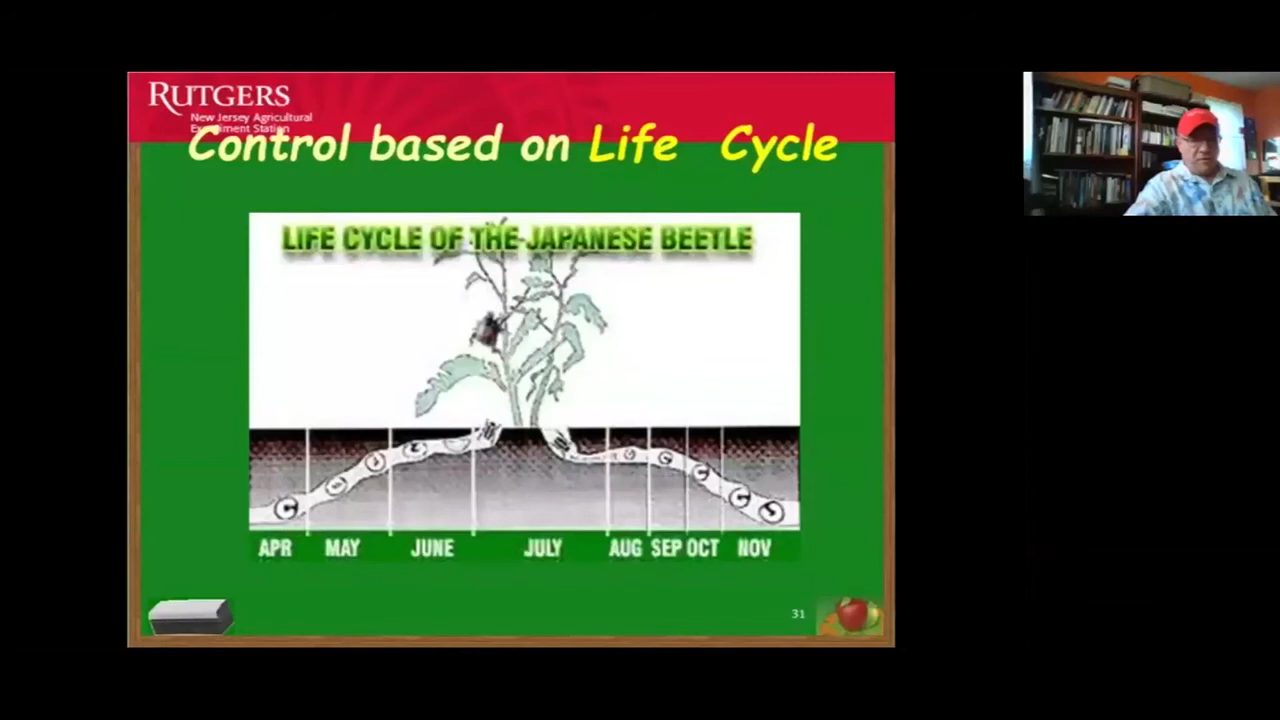 RUTGERS
New Jersey Agricultural
Experiment Station
Control based on Life Cycle
LIFE CYCLE OF THE JAPANESE BEETLE
APR MAY JUNE JULY AUG SEP OCT NOV
31